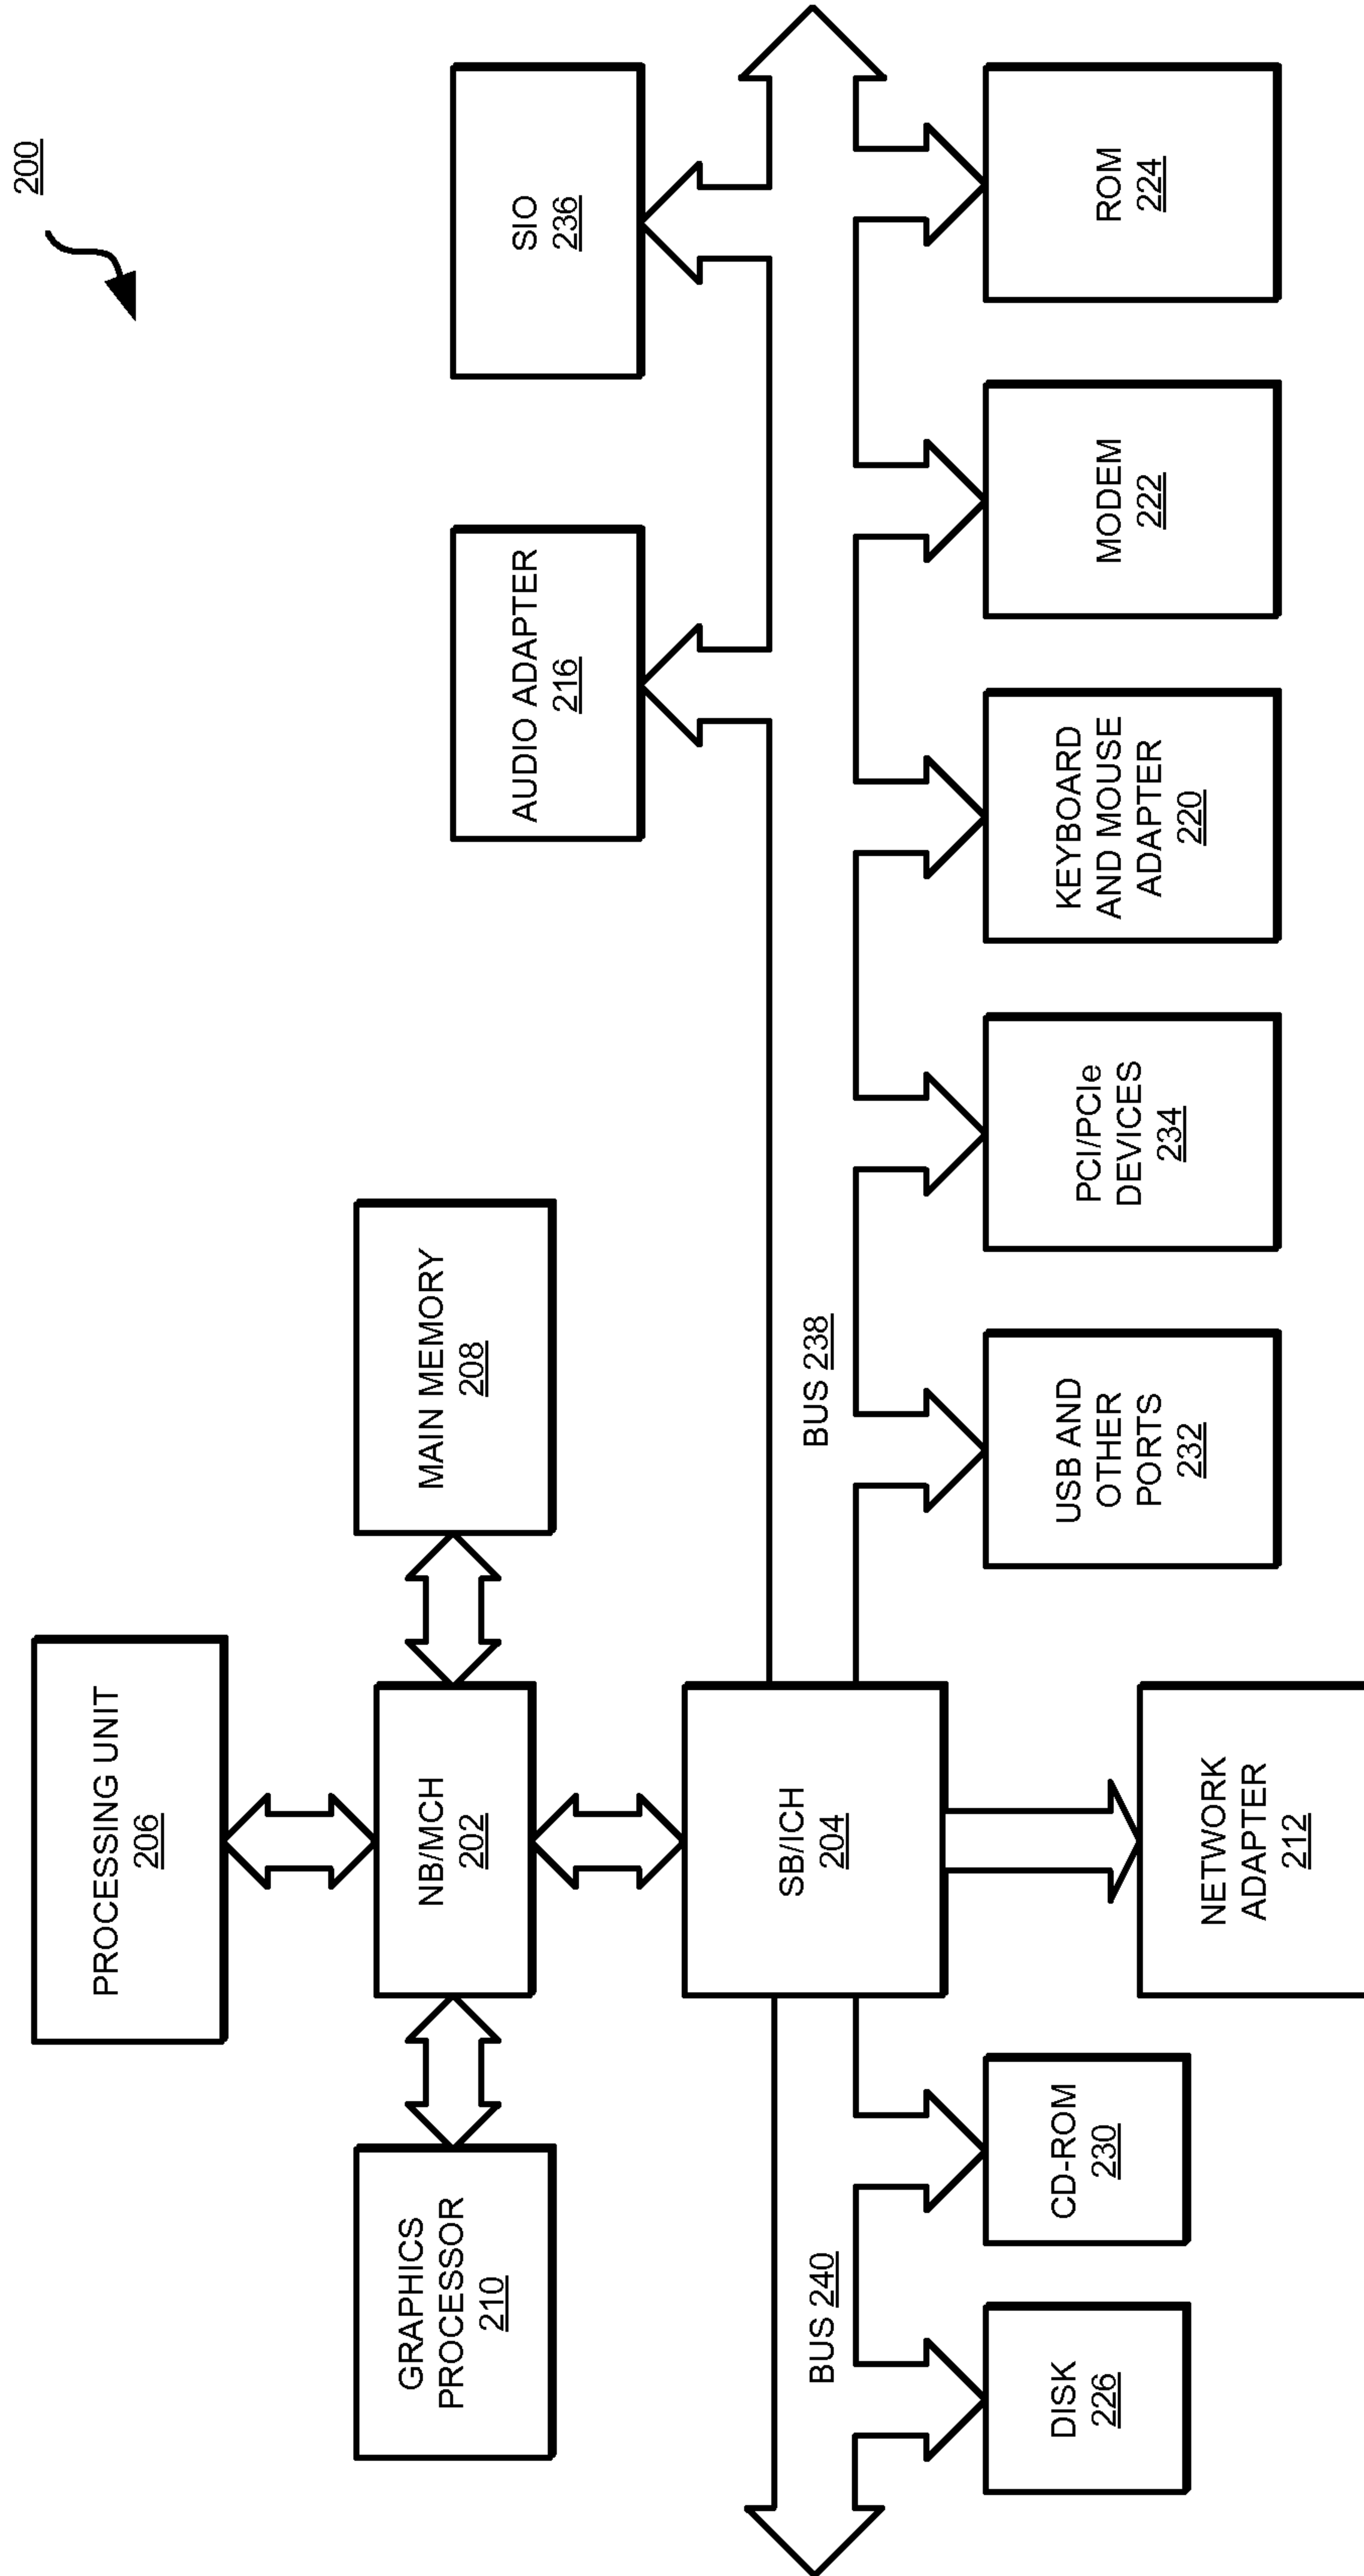 200
PROCESSING UNIT
206
GRAPHICS
PROCESSOR
210
NB/MCH
202
MAIN MEMORY
208
AUDIO ADAPTER
216
SIO
236
SB/ICH
204
BUS 240
BUS 238
DISK
226
CD-ROM
230
NETWORK
ADAPTER
212
USB AND
OTHER
PORTS
232
PCI/PCIe
DEVICES
234
KEYBOARD
AND MOUSE
ADAPTER
220
MODEM
222
ROM
224